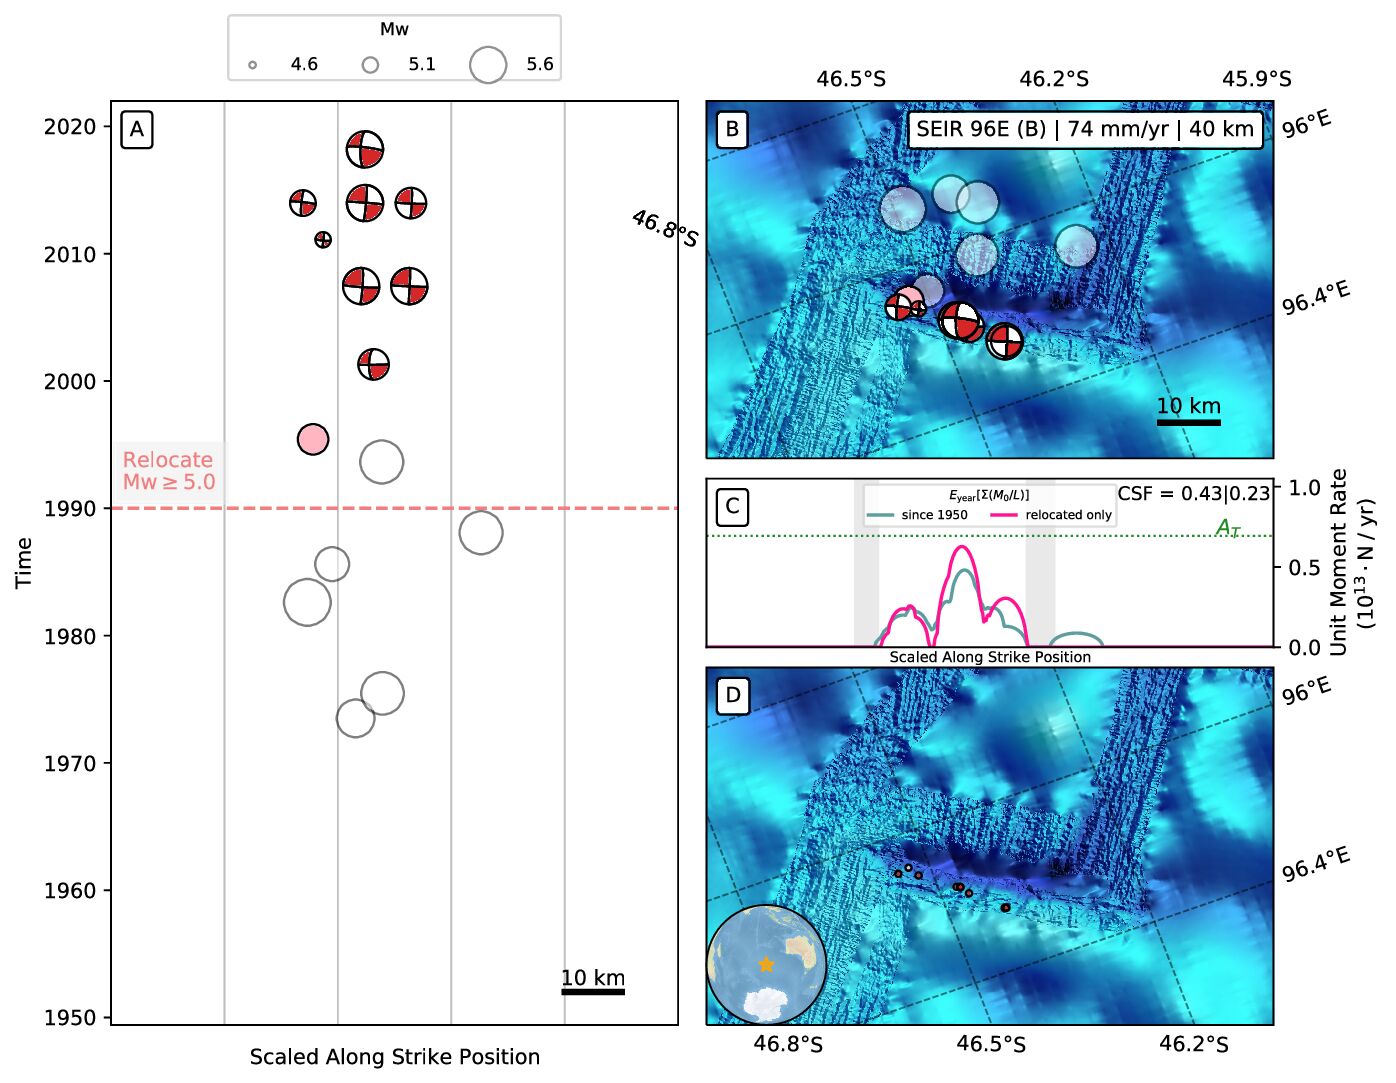 Mw
4.6 5.1 5.6
A
2020
2010
2000
1990
1980
1970
1960
1950
Time
Relocate
Mw ≥ 5.0
10 km
Scaled Along Strike Position
46.5°S 46.2°S 45.9°S
46.8°S
96°E
96.4°E
B
SEIR 96E (B) | 74 mm/yr | 40 km
10 km
C
E_year[Σ(M_0/L)]
since 1950 relocated only
CSF = 0.43|0.23
A_T
1.0
0.5
0.0
Unit Moment Rate
(10^13 · N / yr)
Scaled Along Strike Position
D
96°E
96.4°E
46.8°S 46.5°S 46.2°S